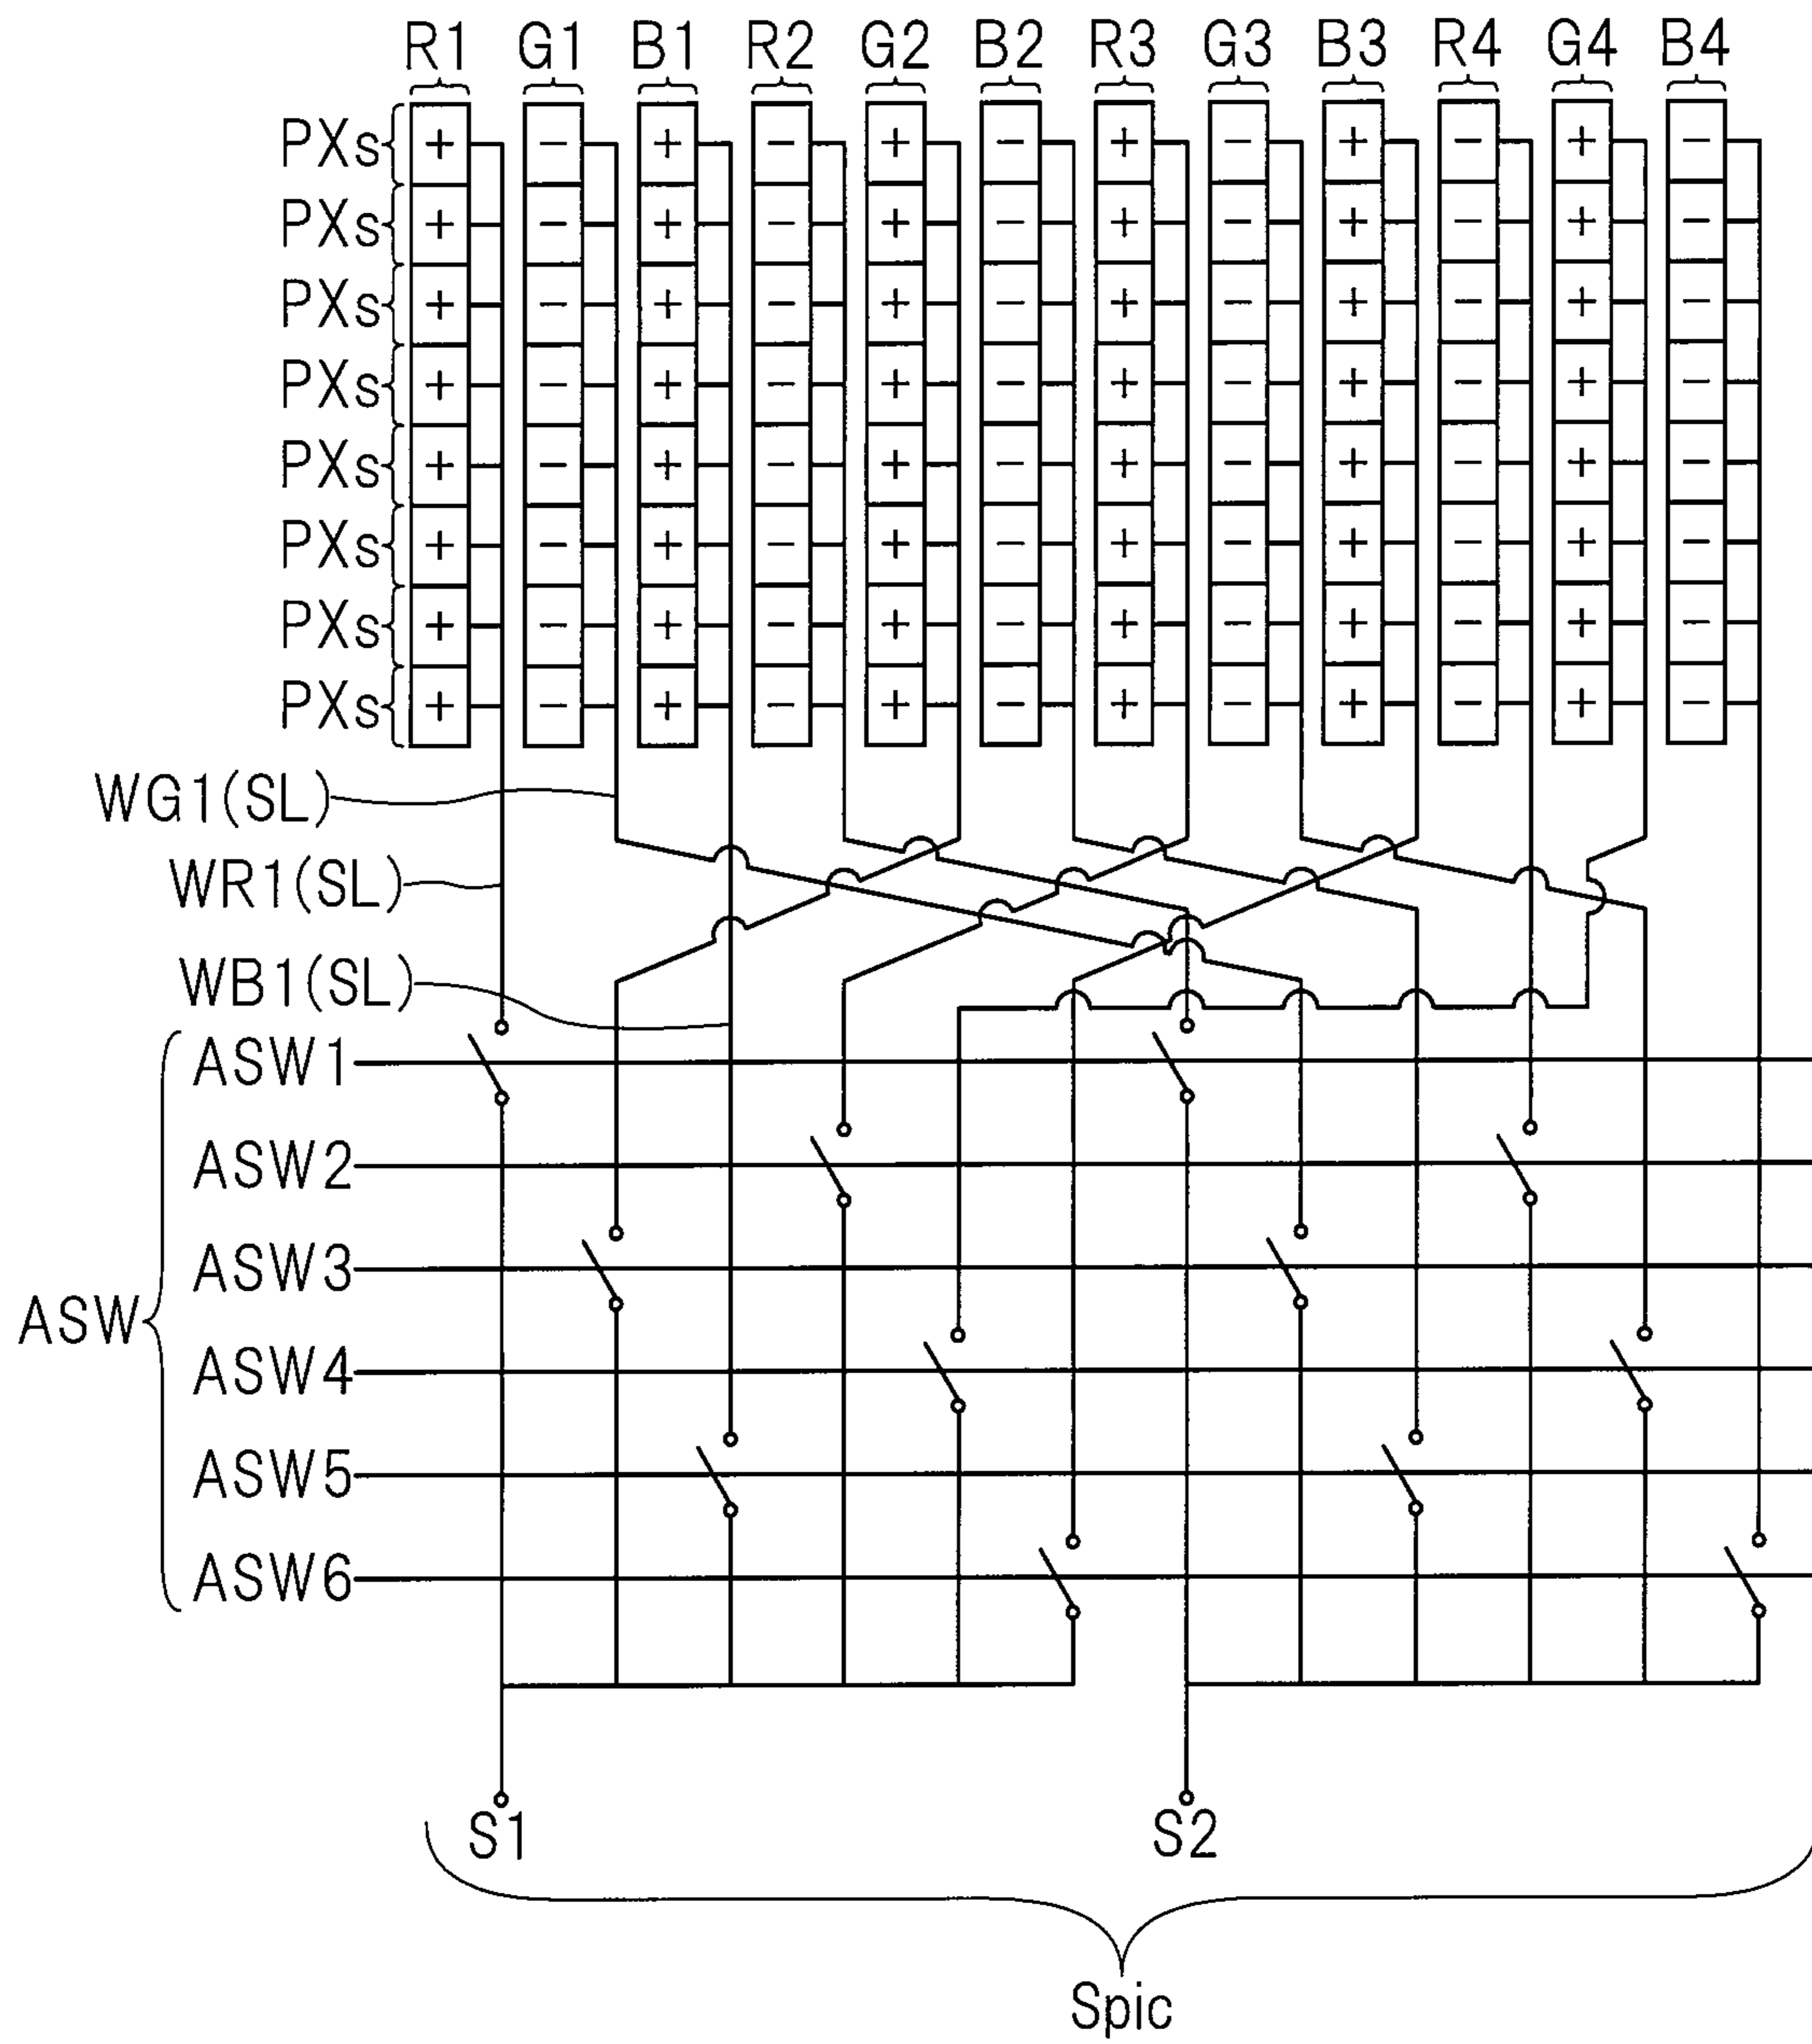 R1 G1 B1 R2 G2 B2 R3 G3 B3 R4 G4 B4
PXs + − + − + − + − + − + −
PXs + − + − + − + − + − + −
PXs + − + − + − + − + − + −
PXs + − + − + − + − + − + −
PXs + − + − + − + − + − + −
PXs + − + − + − + − + − + −
PXs + − + − + − + − + − + −
PXs + − + − + − + − + − + −
WG1(SL)
WR1(SL)
WB1(SL)
ASW1
ASW2
ASW3
ASW
ASW4
ASW5
ASW6
S1 S2
Spic